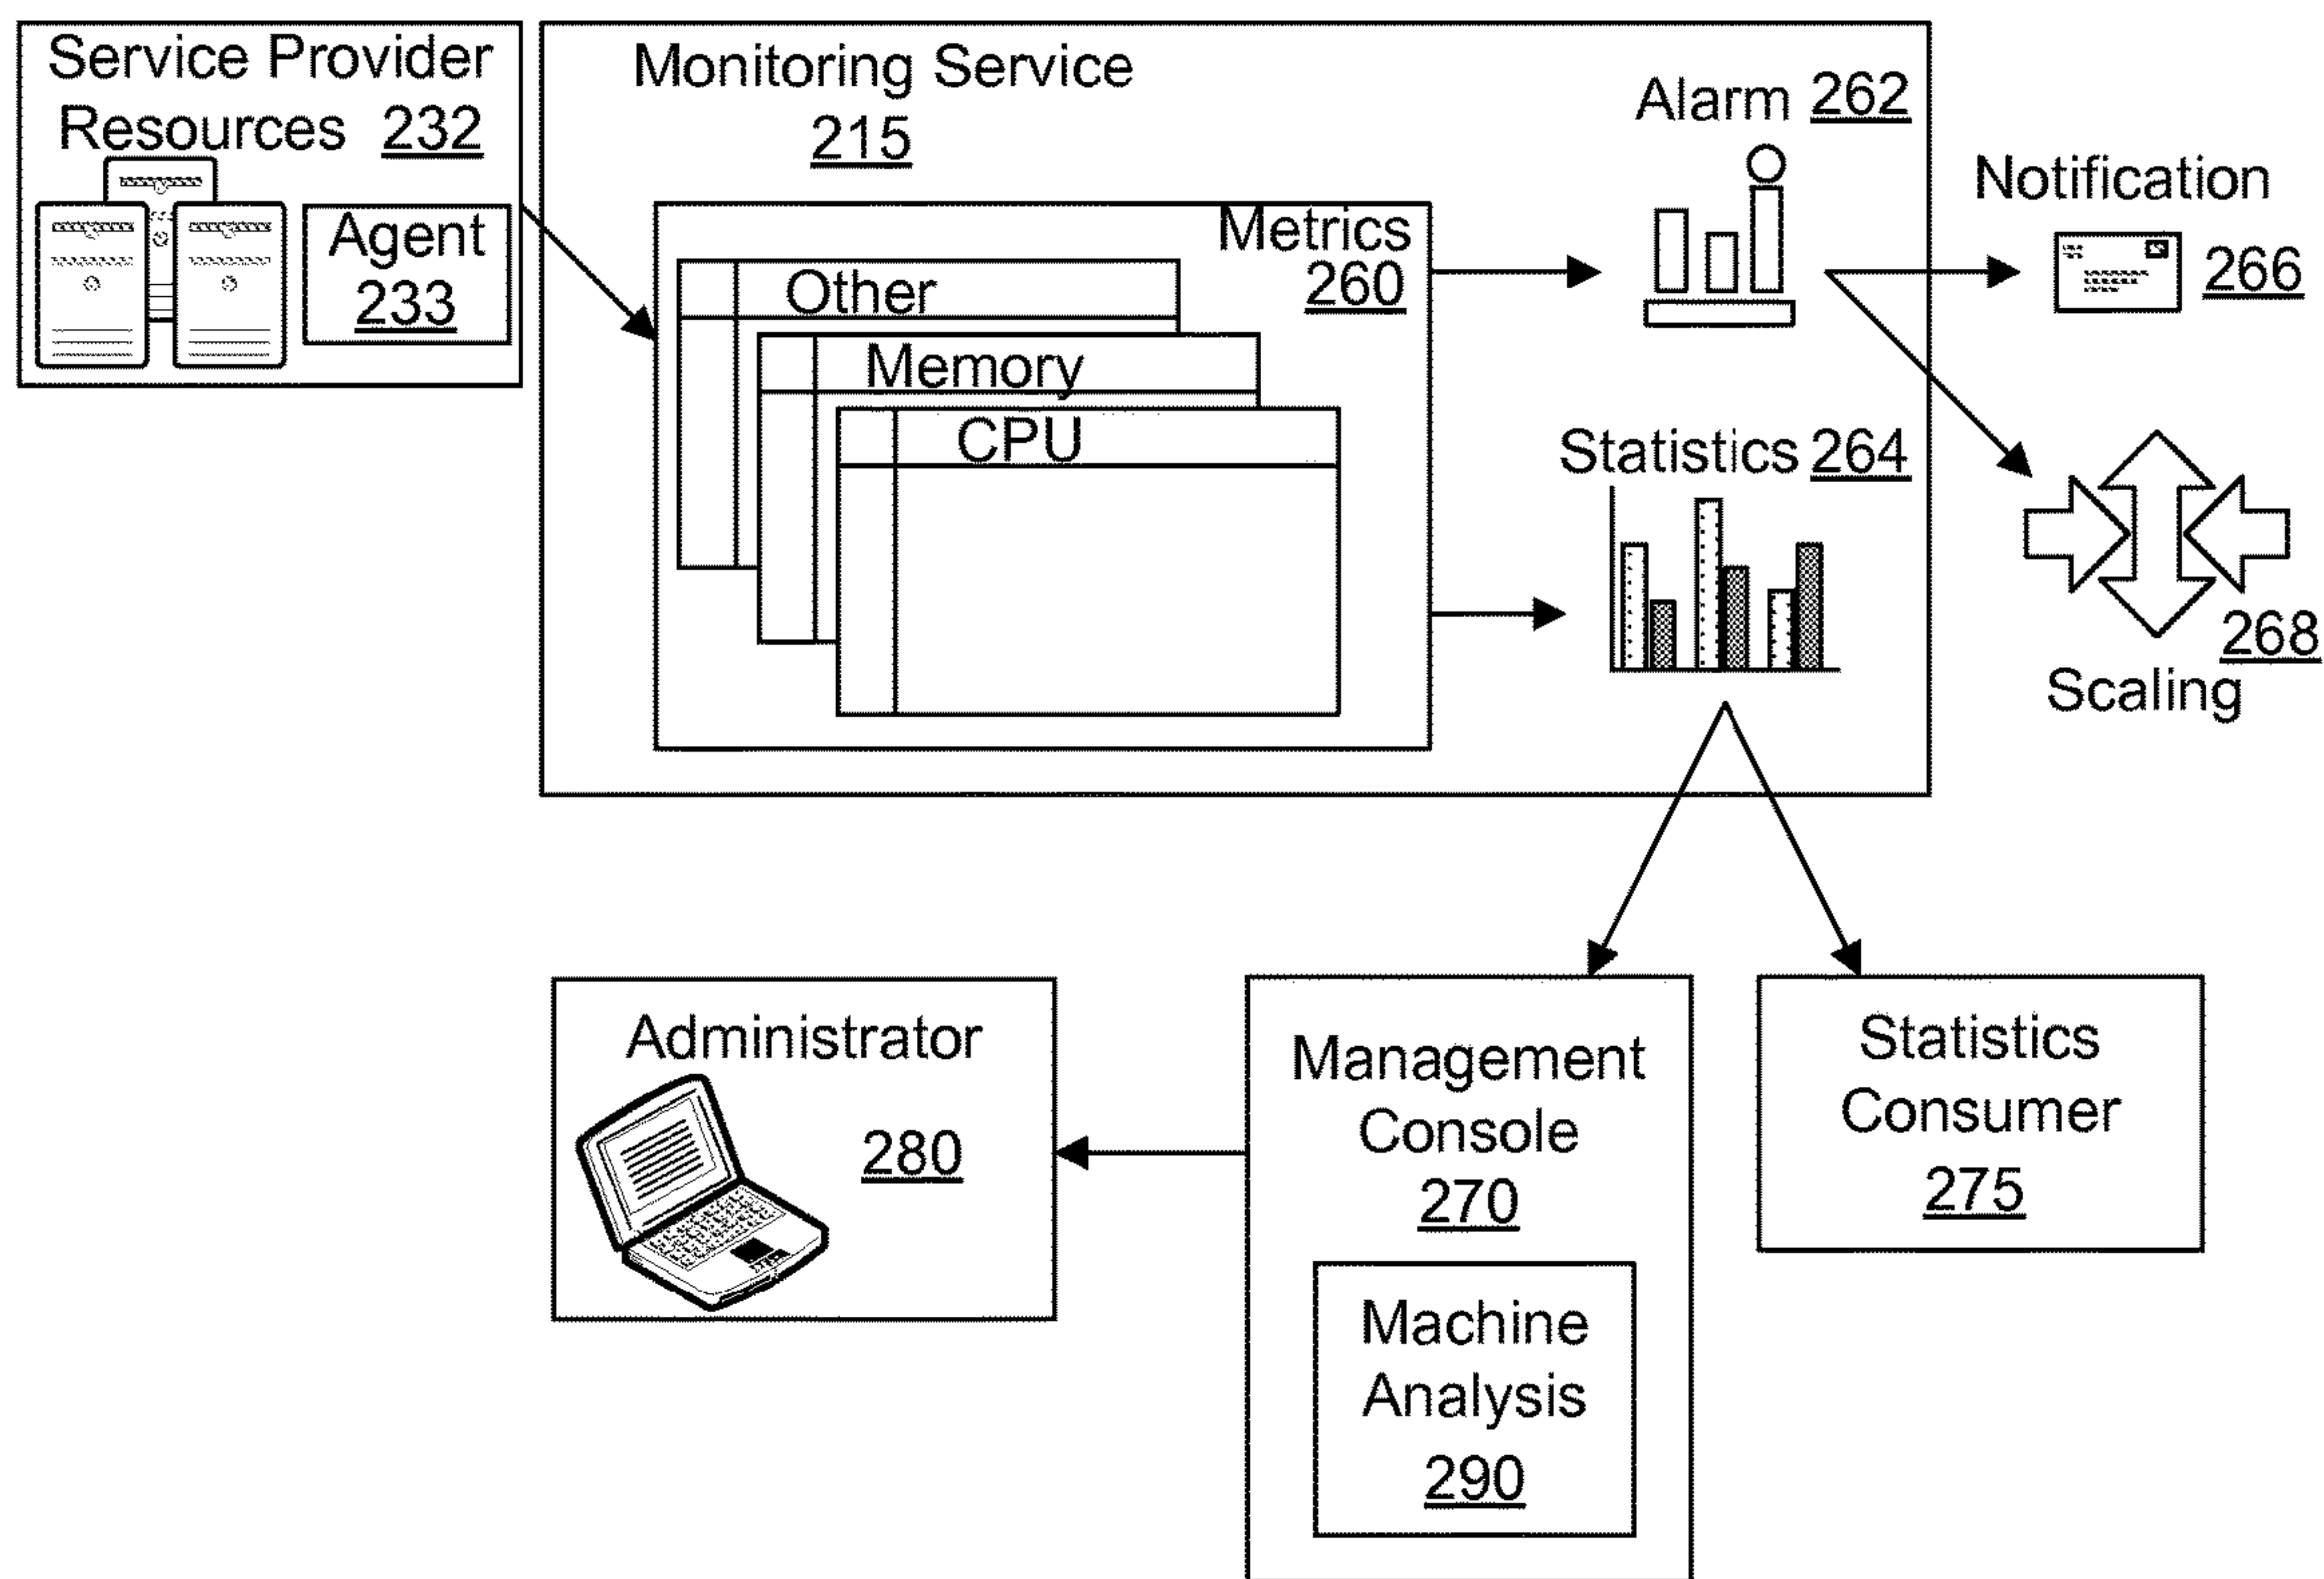 Service Provider
Resources 232
Agent
233
Monitoring Service
215
Metrics
260
Other
Memory
CPU
Alarm 262
Statistics 264
Notification
266
268
Scaling
Administrator
280
Management
Console
270
Machine
Analysis
290
Statistics
Consumer
275